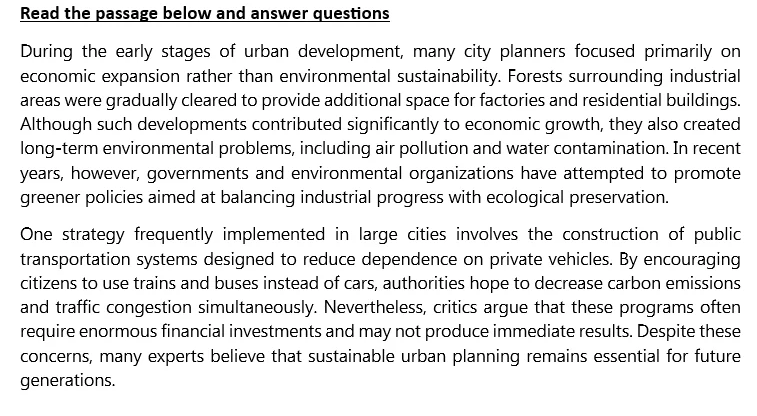 Read the passage below and answer questions
During the early stages of urban development, many city planners focused primarily on
economic expansion rather than environmental sustainability. Forests surrounding industrial
areas were gradually cleared to provide additional space for factories and residential buildings.
Although such developments contributed significantly to economic growth, they also created
long-term environmental problems, including air pollution and water contamination. In recent
years, however, governments and environmental organizations have attempted to promote
greener policies aimed at balancing industrial progress with ecological preservation.
One strategy frequently implemented in large cities involves the construction of public
transportation systems designed to reduce dependence on private vehicles. By encouraging
citizens to use trains and buses instead of cars, authorities hope to decrease carbon emissions
and traffic congestion simultaneously. Nevertheless, critics argue that these programs often
require enormous financial investments and may not produce immediate results. Despite these
concerns, many experts believe that sustainable urban planning remains essential for future
generations.